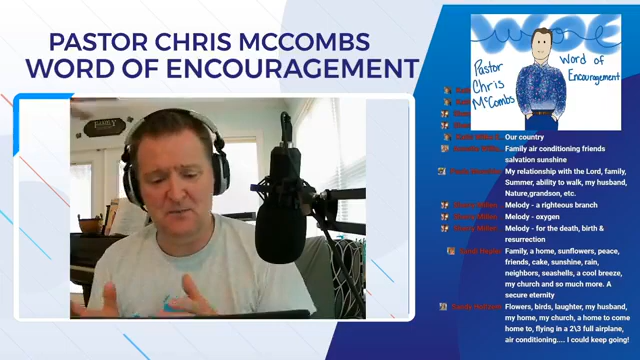 PASTOR CHRIS MCCOMBS
WORD OF ENCOURAGEMENT
FAMILY
WOE
Pastor
Chris
McCombs
Word of
Encouragement
Our country
Family air conditioning friends
salvation sunshine
My relationship with the Lord, family,
Summer, ability to walk, my husband,
Nature,grandson, etc.
Melody - a righteous branch
Melody - oxygen
Melody - for the death, birth &
resurrection
Family, a home, sunflowers, peace,
friends, cake, sunshine, rain,
neighbors, seashells, a cool breeze,
my church and so much more. A
secure eternity
Flowers, birds, laughter, my husband,
my home, my church, a home to come
home to, flying in a 2\3 full airplane,
air conditioning.... I could keep going!